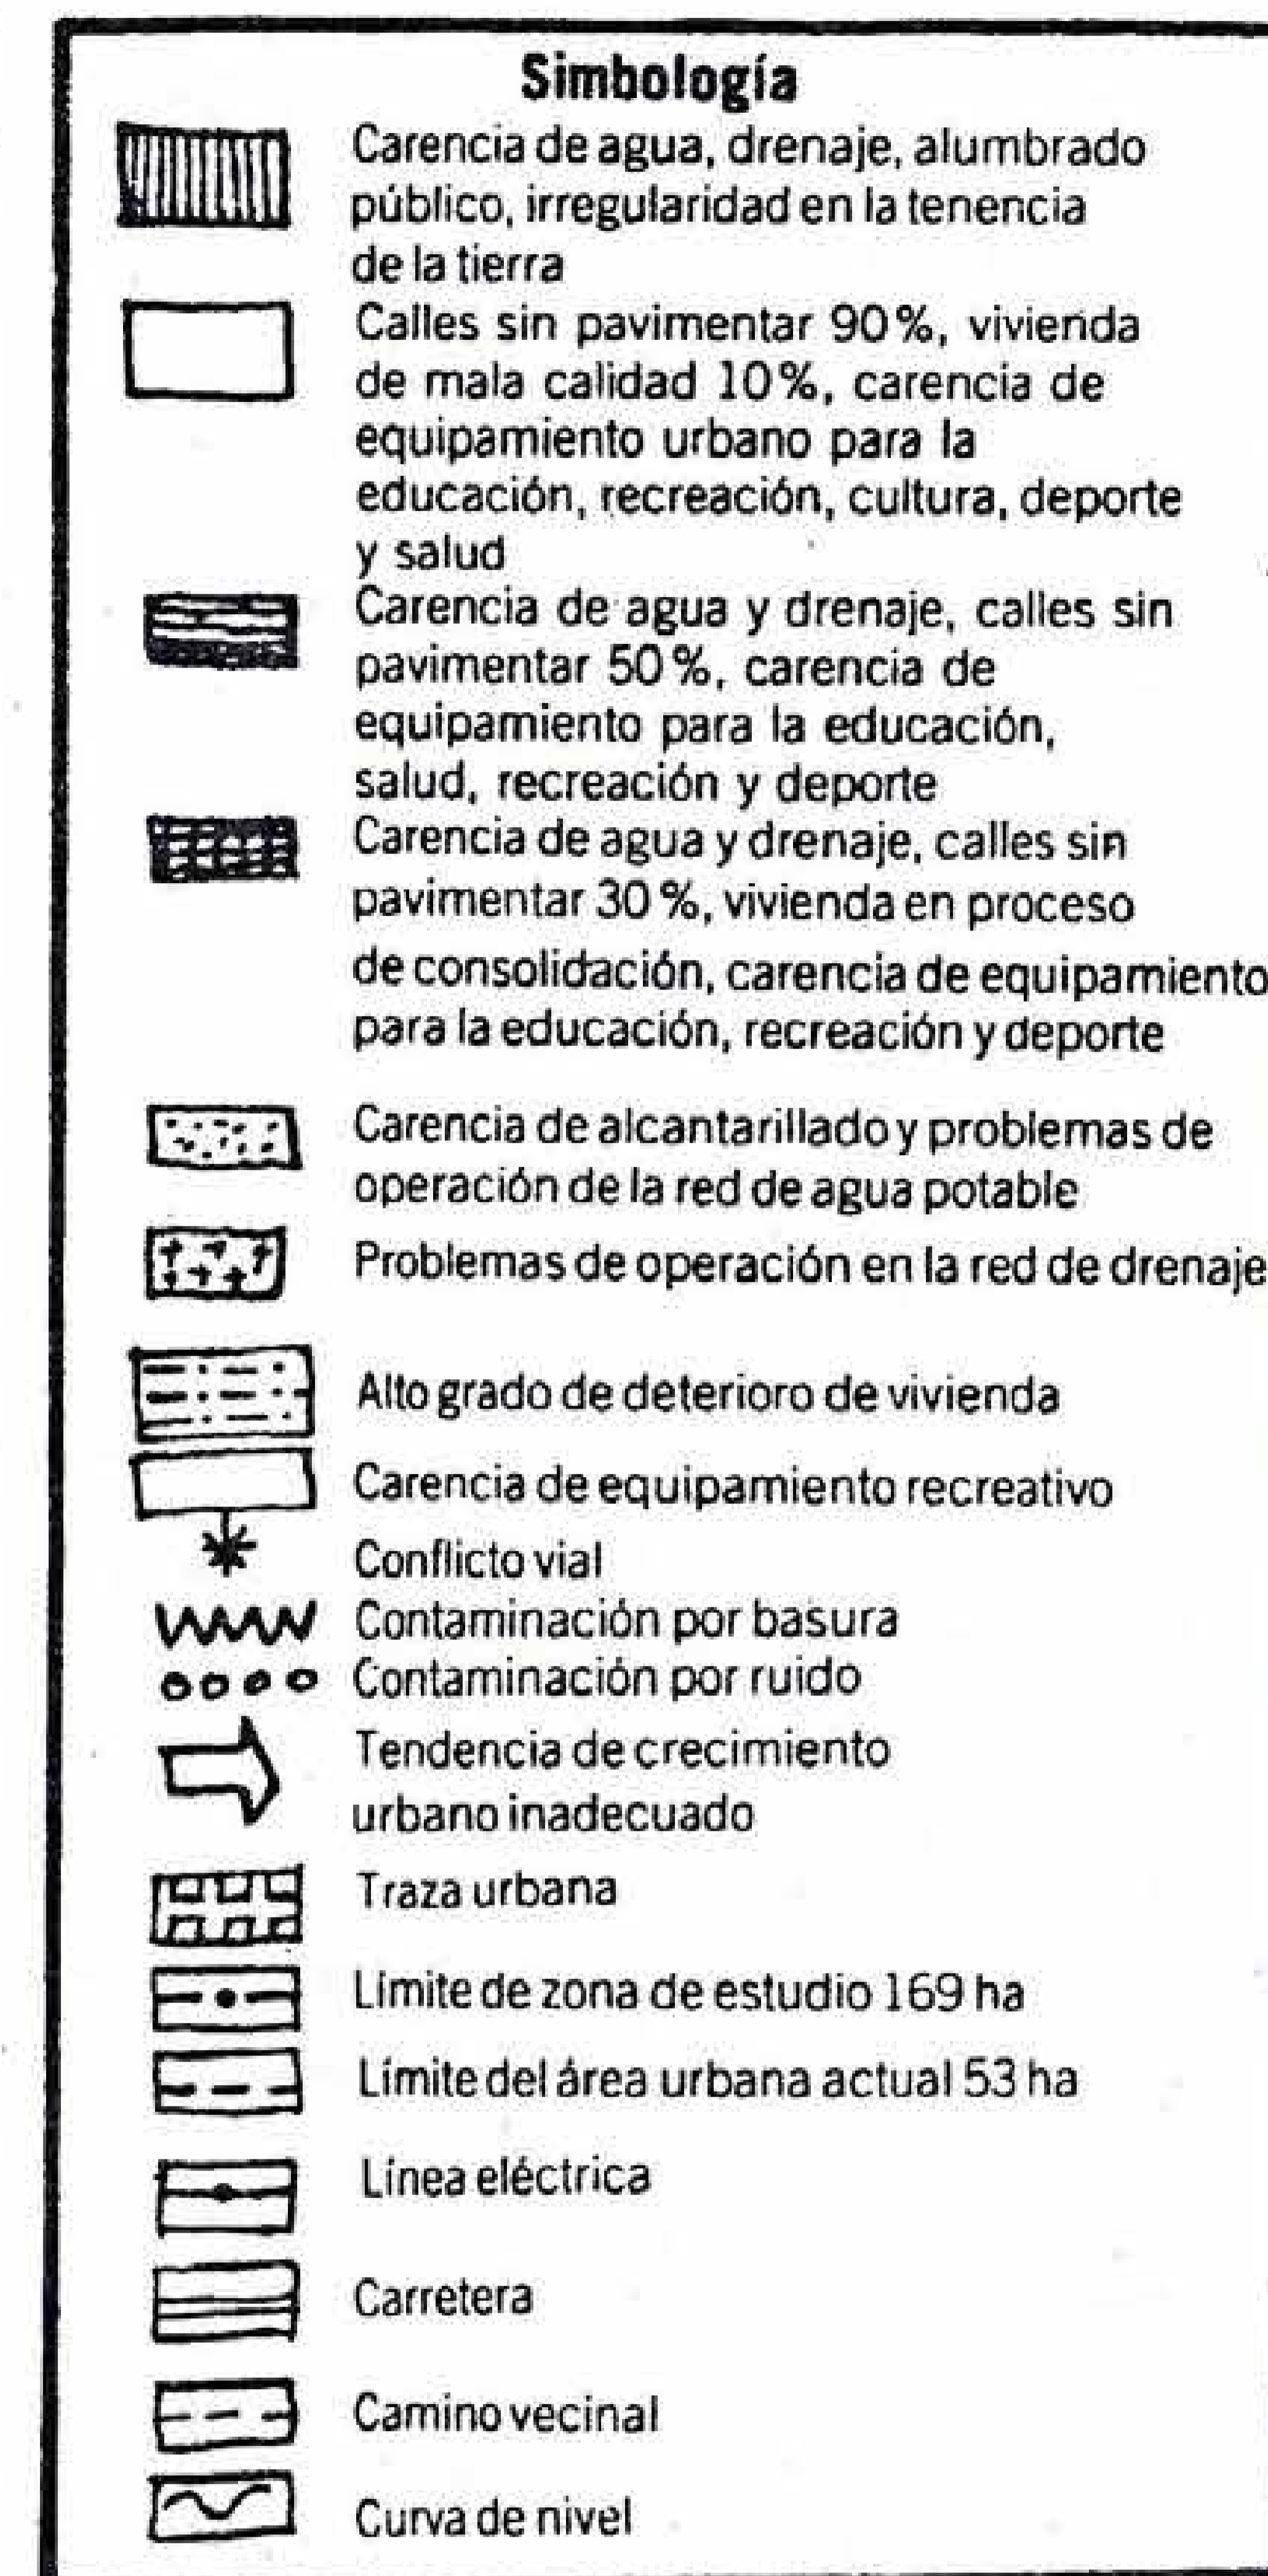 Simbología
Carencia de agua, drenaje, alumbrado
público, irregularidad en la tenencia
de la tierra
Calles sin pavimentar 90%, vivienda
de mala calidad 10%, carencia de
equipamiento urbano para la
educación, recreación, cultura, deporte
y salud
Carencia de agua y drenaje, calles sin
pavimentar 50%, carencia de
equipamiento para la educación,
salud, recreación y deporte
Carencia de agua y drenaje, calles sin
pavimentar 30%, vivienda en proceso
de consolidación, carencia de equipamiento
para la educación, recreación y deporte
Carencia de alcantarillado y problemas de
operación de la red de agua potable
Problemas de operación en la red de drenaje
Alto grado de deterioro de vivienda
Carencia de equipamiento recreativo
Conflicto vial
Contaminación por basura
Contaminación por ruido
Tendencia de crecimiento
urbano inadecuado
Traza urbana
Límite de zona de estudio 169 ha
Límite del área urbana actual 53 ha
Línea eléctrica
Carretera
Camino vecinal
Curva de nivel